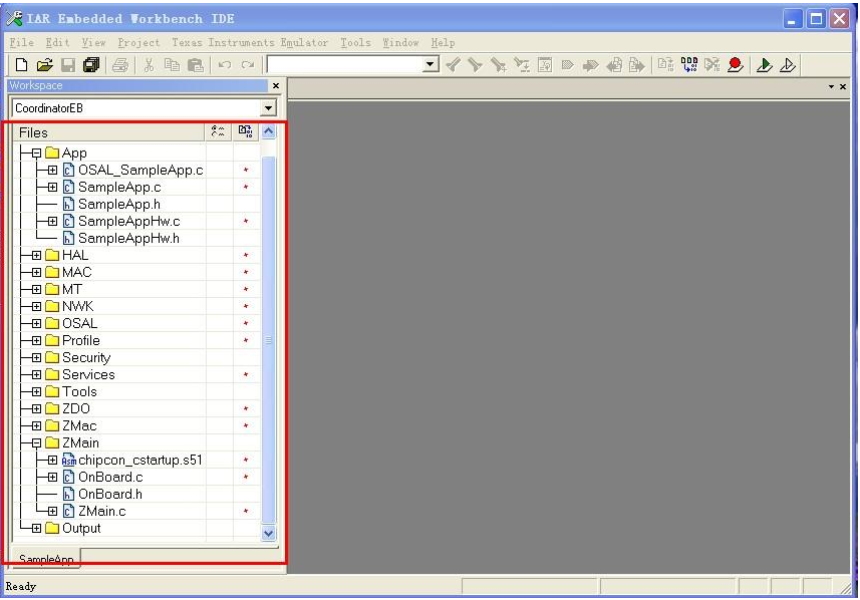 IAR Embedded Workbench IDE
File Edit View Project Texas Instruments Emulator Tools Window Help
Workspace
CoordinatorEB
Files
App
OSAL_SampleApp.c
SampleApp.c
SampleApp.h
SampleAppHw.c
SampleAppHw.h
HAL
MAC
MT
NWK
OSAL
Profile
Security
Services
Tools
ZDO
ZMac
ZMain
chipcon_cstartup.s51
OnBoard.c
OnBoard.h
ZMain.c
Output
SampleApp
Ready